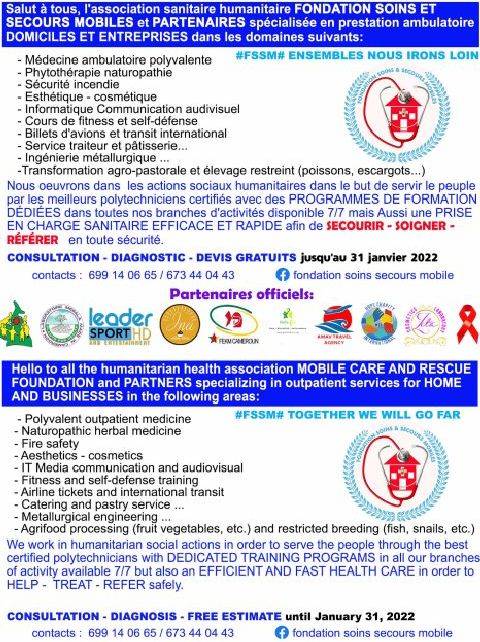 Salut à tous, l'association sanitaire humanitaire FONDATION SOINS ET
SECOURS MOBILES et PARTENAIRES spécialisée en prestation ambulatoire
DOMICILES ET ENTREPRISES dans les domaines suivants:
#FSSM# ENSEMBLES NOUS IRONS LOIN
- Médecine ambulatoire polyvalente
- Phytothérapie naturopathie
- Sécurité incendie
- Esthétique - cosmétique
- Informatique Communication audivisuel
- Cours de fitness et self-défense
- Billets d'avions et transit international
- Service traiteur et pâtisserie...
- Ingénierie métallurgique ...
-Transformation agro-pastorale et élevage restreint (poissons, escargots...)
FONDATION SOINS & SECOURS MOBILES
Nous oeuvrons dans les actions sociaux humanitaires dans le but de servir le peuple
par les meilleurs polytechniciens certifiés avec des PROGRAMMES DE FORMATION
DÉDIÉES dans toutes nos branches d'activités disponible 7/7 mais Aussi une PRISE
EN CHARGE SANITAIRE EFFICACE ET RAPIDE afin de SECOURIR - SOIGNER -
RÉFÉRER en toute sécurité.
CONSULTATION - DIAGNOSTIC - DEVIS GRATUITS jusqu'au 31 janvier 2022
contacts : 699 14 06 65 / 673 44 04 43
fondation soins secours mobile
Partenaires officiels:
leader
SPORT HD
AND ENTERTAINMENT
FEKM CAMEROUN
AMAV TRAVEL
AGENCY
Hello to all the humanitarian health association MOBILE CARE AND RESCUE
FOUNDATION and PARTNERS specializing in outpatient services for HOME
AND BUSINESSES in the following areas:
#FSSM# TOGETHER WE WILL GO FAR
- Polyvalent outpatient medicine
- Naturopathic herbal medicine
- Fire safety
- Aesthetics - cosmetics
- IT Media communication and audiovisual
- Fitness and self-defense training
- Airline tickets and international transit
- Catering and pastry service ...
- Metallurgical engineering ...
- Agrifood processing (fruit vegetables, etc.) and restricted breeding (fish, snails, etc.)
FONDATION SOINS & SECOURS MOBILES
We work in humanitarian social actions in order to serve the people through the best
certified polytechnicians with DEDICATED TRAINING PROGRAMS in all our branches
of activity available 7/7 but also an EFFICIENT AND FAST HEALTH CARE in order to
HELP - TREAT - REFER safely.
CONSULTATION - DIAGNOSIS - FREE ESTIMATE until January 31, 2022
contacts : 699 14 06 65 / 673 44 04 43
fondation soins secours mobile